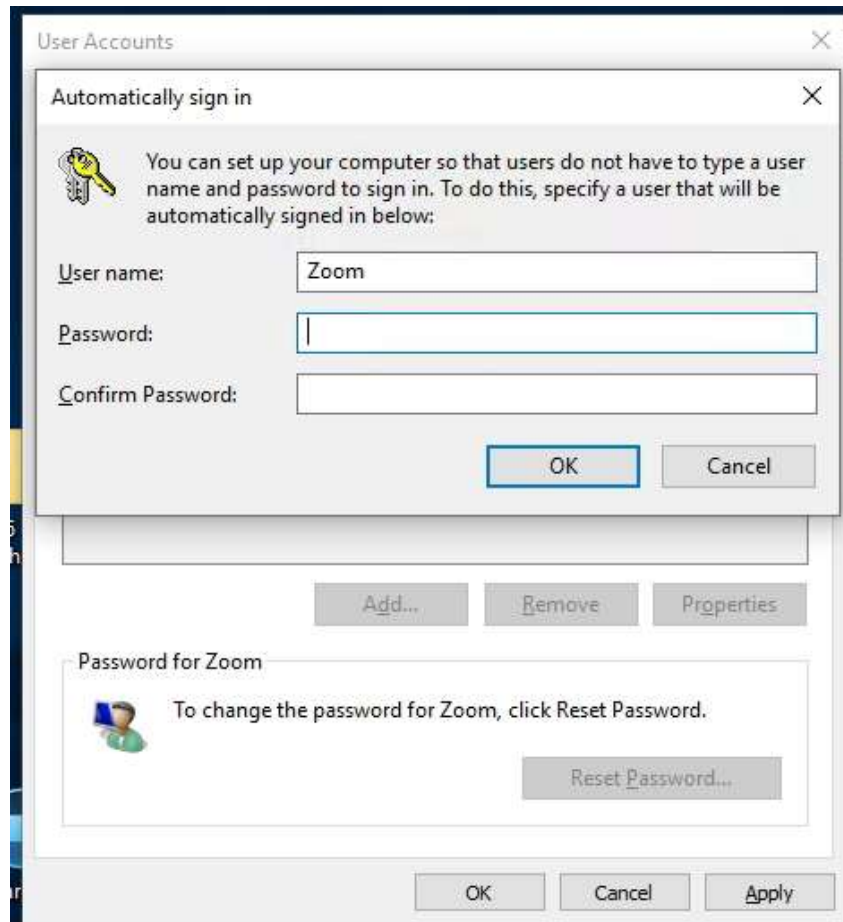 User Accounts
Automatically sign in
You can set up your computer so that users do not have to type a user
name and password to sign in. To do this, specify a user that will be
automatically signed in below:
User name:
Zoom
Password:
Confirm Password:
OK
Cancel
Add...
Remove
Properties
Password for Zoom
To change the password for Zoom, click Reset Password.
Reset Password...
OK
Cancel
Apply